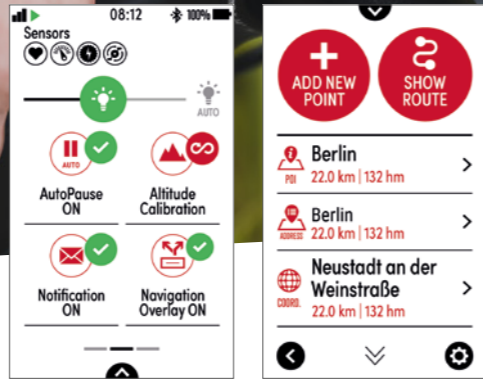 08:12
100%
Sensors
AUTO
AUTO
AutoPause
ON
Altitude
Calibration
Notification
ON
Navigation
Overlay ON
ADD NEW
POINT
SHOW
ROUTE
Berlin
POI
22.0 km | 132 hm
Berlin
ADDRESS
22.0 km | 132 hm
Neustadt an der
Weinstraße
COORD.
22.0 km | 132 hm